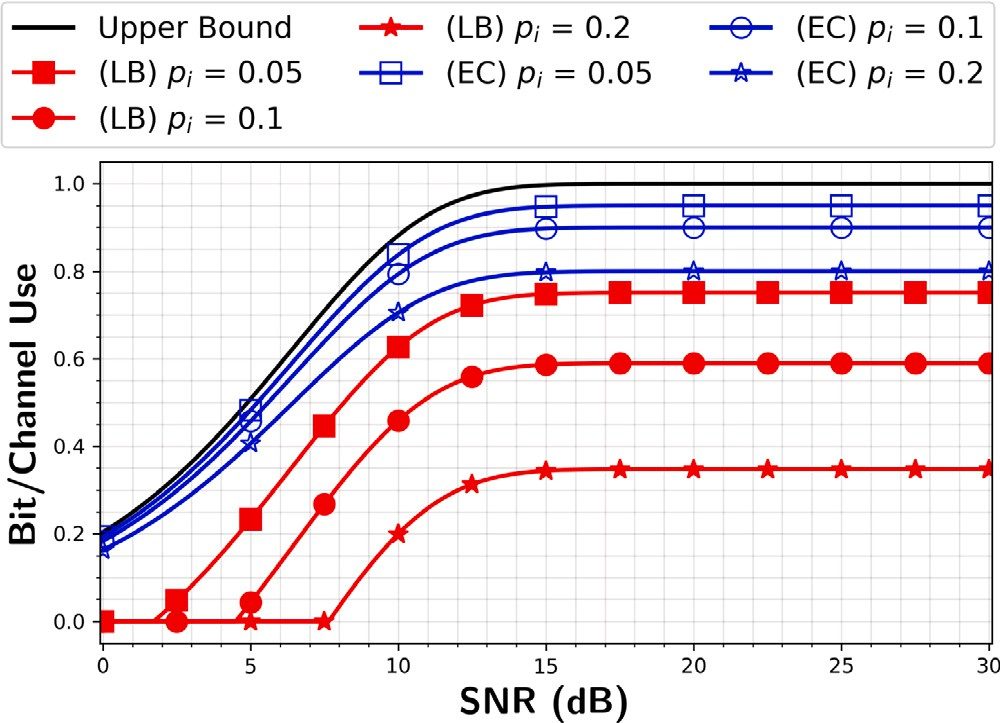 Upper Bound
(LB) pᵢ = 0.05
(LB) pᵢ = 0.1
(LB) pᵢ = 0.2
(EC) pᵢ = 0.05
(EC) pᵢ = 0.1
(EC) pᵢ = 0.2
Bit/Channel Use
1.0
0.8
0.6
0.4
0.2
0.0
0 5 10 15 20 25 30
SNR (dB)